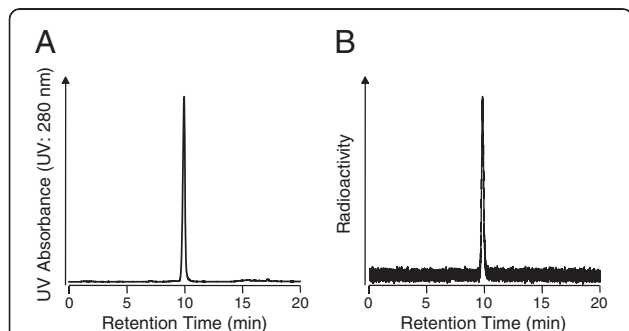 A
UV Absorbance (UV: 280 nm)
0 5 10 15 20
Retention Time (min)
B
Radioactivity
0 5 10 15 20
Retention Time (min)